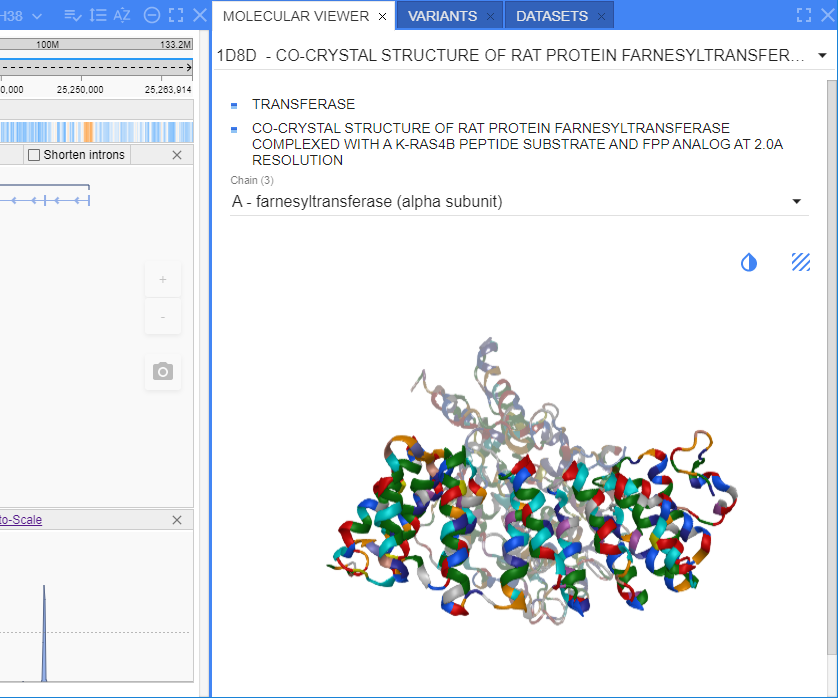 H38
MOLECULAR VIEWER
VARIANTS
DATASETS
100M
133.2M
0,000
25,250,000
25,263,914
Shorten introns
+
-
to-Scale
1D8D - CO-CRYSTAL STRUCTURE OF RAT PROTEIN FARNESYLTRANSFER...
TRANSFERASE
CO-CRYSTAL STRUCTURE OF RAT PROTEIN FARNESYLTRANSFERASE
COMPLEXED WITH A K-RAS4B PEPTIDE SUBSTRATE AND FPP ANALOG AT 2.0A
RESOLUTION
Chain (3)
A - farnesyltransferase (alpha subunit)